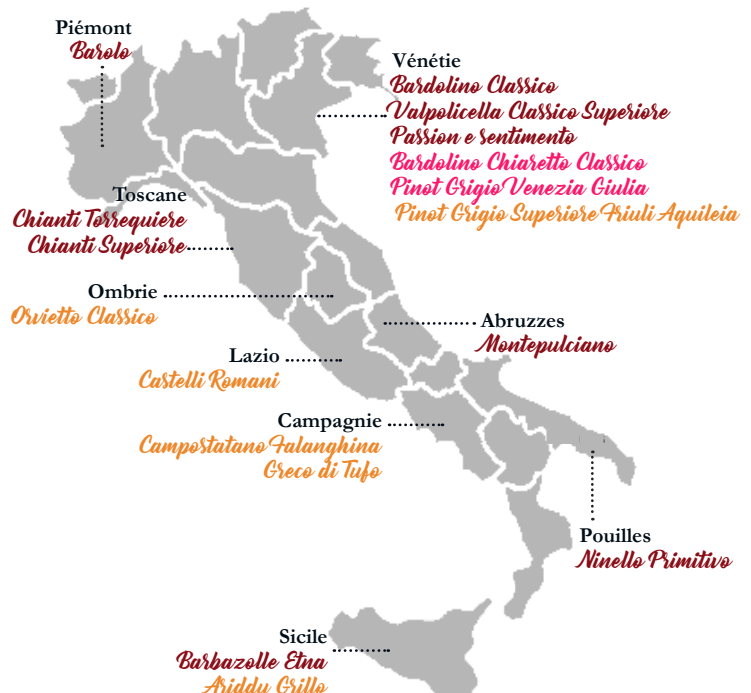 Piémont
Barolo
Vénétie
Bardolino Classico
Valpolicella Classico Superiore
Passion e sentimento
Bardolino Chiaretto Classico
Pinot Grigio Venezia Giulia
Pinot Grigio Superiore Friuli Aquileia
Toscane
Chianti Torrequiere
Chianti Superiore
Ombrie
Orvietto Classico
Abruzzes
Montepulciano
Lazio
Castelli Romani
Campagnie
Campostatano Falanghina
Greco di Tufo
Pouilles
Ninello Primitivo
Sicile
Barbazolle Etna
Ariddu Grillo